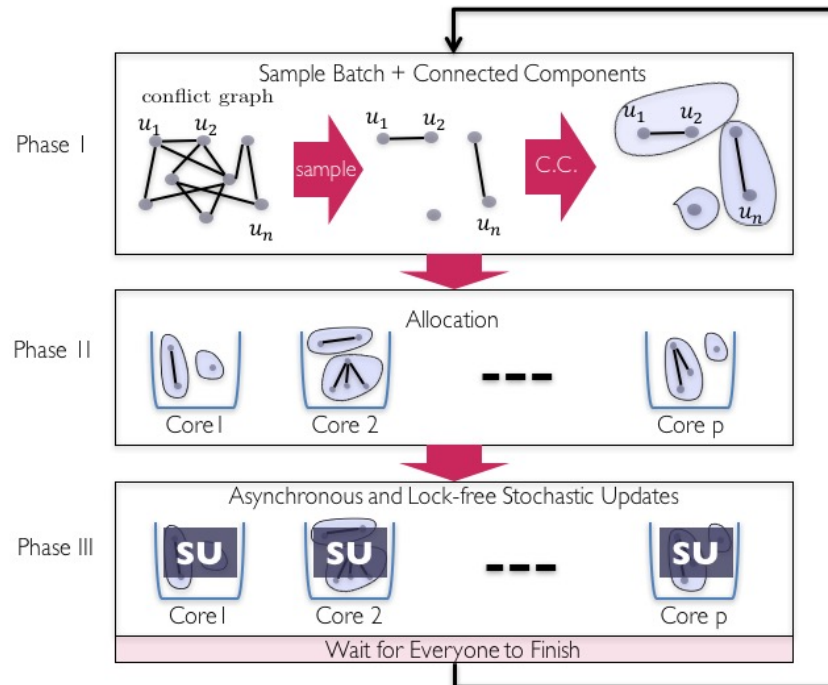 Sample Batch + Connected Components
conflict graph
u₁ u₂
uₙ
sample
u₁ u₂
uₙ
C.C.
u₁ u₂
uₙ
Phase I
Allocation
Phase II
Core 1
Core 2
Core p
Asynchronous and Lock-free Stochastic Updates
Phase III
SU
SU
SU
Core 1
Core 2
Core p
Wait for Everyone to Finish